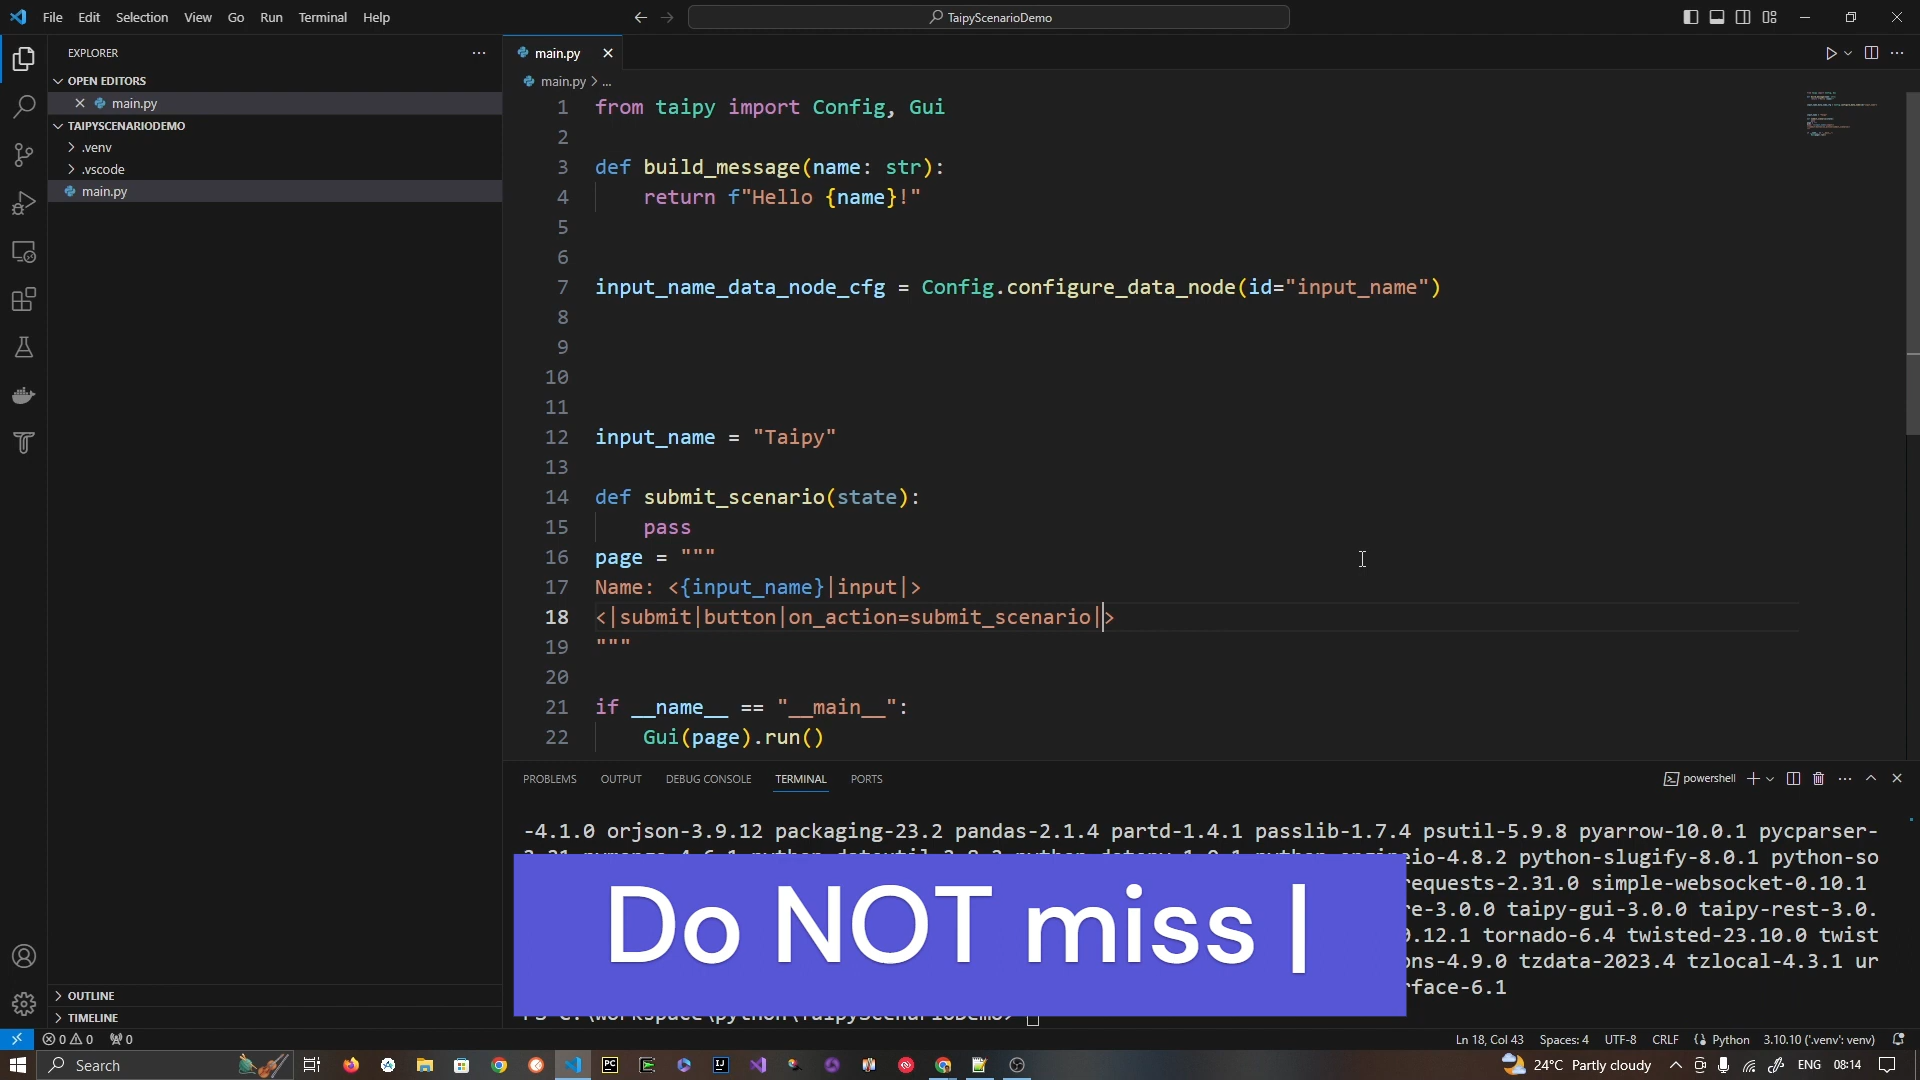 File Edit Selection View Go Run Terminal Help
TaipyScenarioDemo
EXPLORER
OPEN EDITORS
main.py
TAIPYSCENARIODEMO
.venv
.vscode
main.py
OUTLINE
TIMELINE
main.py
main.py > ...
1 from taipy import Config, Gui
2
3 def build_message(name: str):
4 return f"Hello {name}!"
5
6
7 input_name_data_node_cfg = Config.configure_data_node(id="input_name")
8
9
10
11
12 input_name = "Taipy"
13
14 def submit_scenario(state):
15 pass
16 page = """
17 Name: <{input_name}|input|>
18 <|submit|button|on_action=submit_scenario|>
19 """
20
21 if __name__ == "__main__":
22 Gui(page).run()
PROBLEMS OUTPUT DEBUG CONSOLE TERMINAL PORTS
powershell
-4.1.0 orjson-3.9.12 packaging-23.2 pandas-2.1.4 partd-1.4.1 passlib-1.7.4 psutil-5.9.8 pyarrow-10.0.1 pycparser-
io-4.8.2 python-slugify-8.0.1 python-so
equests-2.31.0 simple-websocket-0.10.1
e-3.0.0 taipy-gui-3.0.0 taipy-rest-3.0.
.12.1 tornado-6.4 twisted-23.10.0 twist
ns-4.9.0 tzdata-2023.4 tzlocal-4.3.1 ur
face-6.1
Do NOT miss |
0 0 0
Ln 18, Col 43 Spaces: 4 UTF-8 CRLF Python 3.10.10 ('.venv': venv)
Search
24°C Partly cloudy ENG 08:14